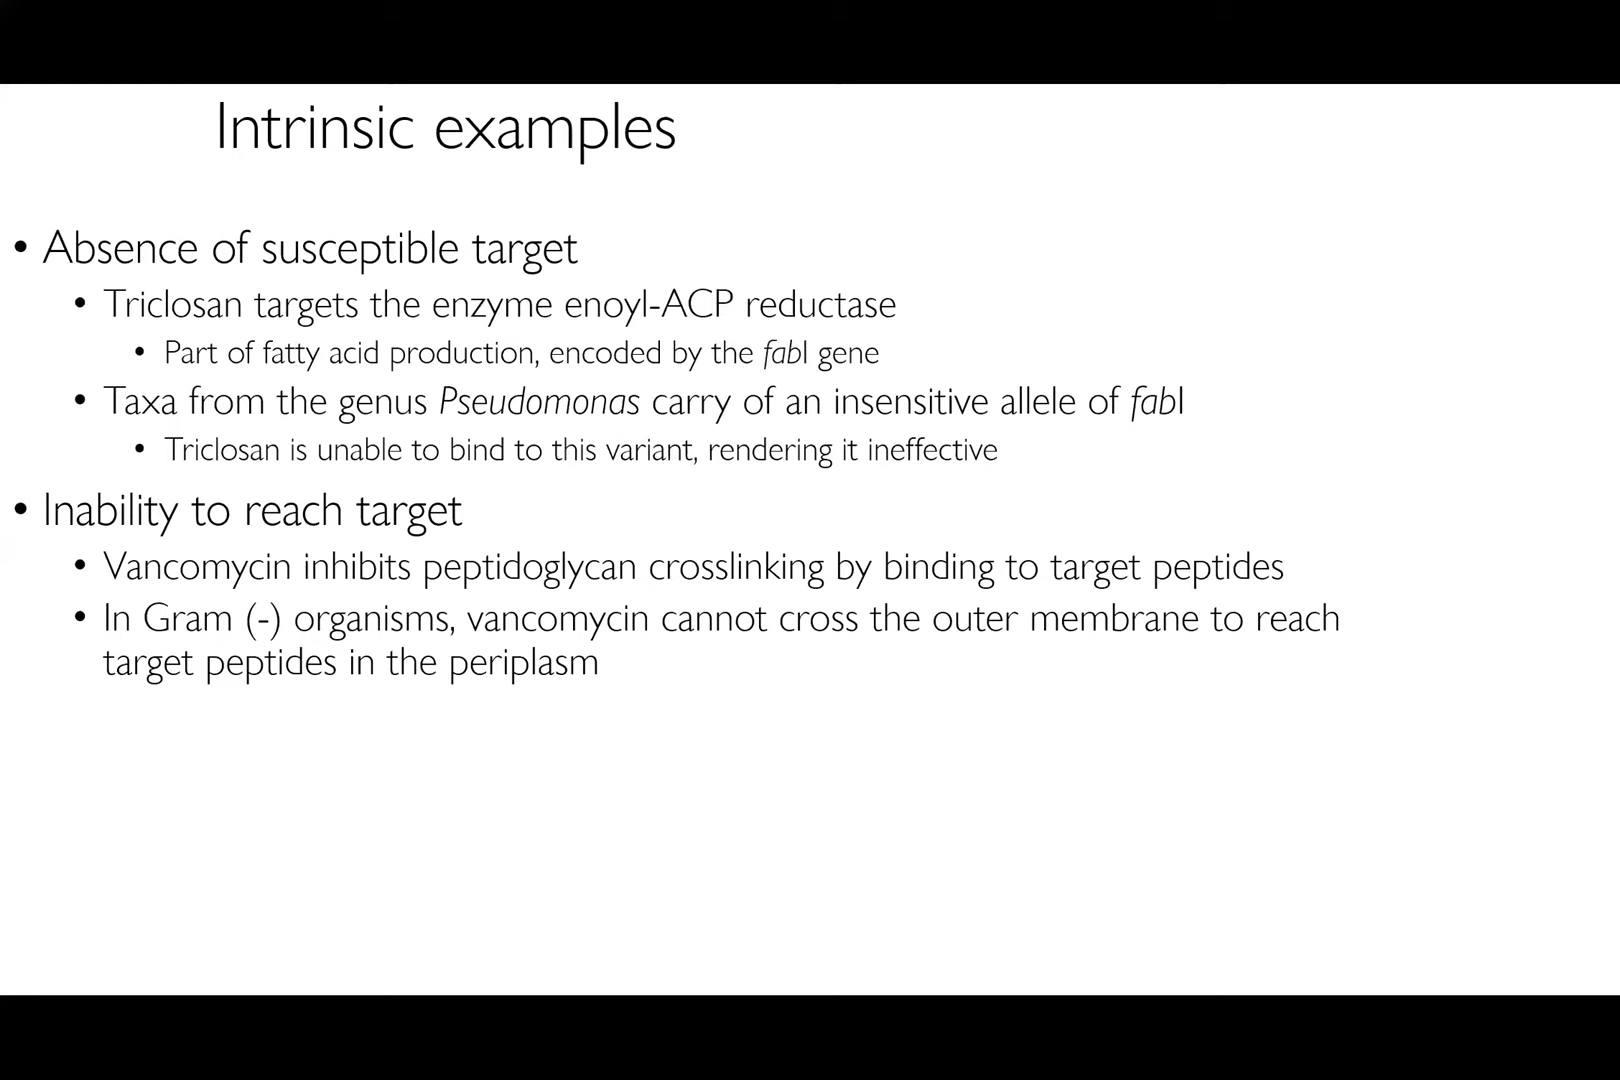 Intrinsic examples
• Absence of susceptible target
• Triclosan targets the enzyme enoyl-ACP reductase
• Part of fatty acid production, encoded by the fabI gene
• Taxa from the genus Pseudomonas carry of an insensitive allele of fabI
• Triclosan is unable to bind to this variant, rendering it ineffective
• Inability to reach target
• Vancomycin inhibits peptidoglycan crosslinking by binding to target peptides
• In Gram (-) organisms, vancomycin cannot cross the outer membrane to reach
target peptides in the periplasm